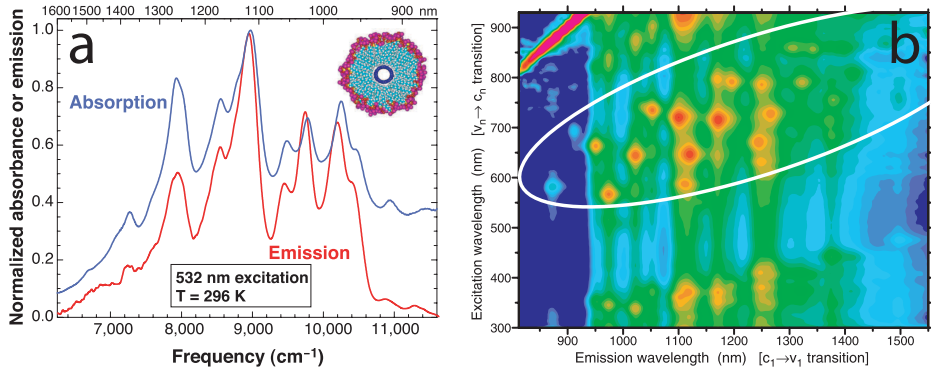 1600 1500 1400 1300 1200 1100 1000 900 nm
a
1.0
0.8
0.6
0.4
0.2
0.0
Normalized absorbance or emission
Absorption
Emission
532 nm excitation
T = 296 K
7,000 8,000 9,000 10,000 11,000
Frequency (cm⁻¹)
b
900
800
700
600
500
400
300
Excitation wavelength (nm) [vₙ→ cₙ transition]
900 1000 1100 1200 1300 1400 1500
Emission wavelength (nm) [c₁→v₁ transition]